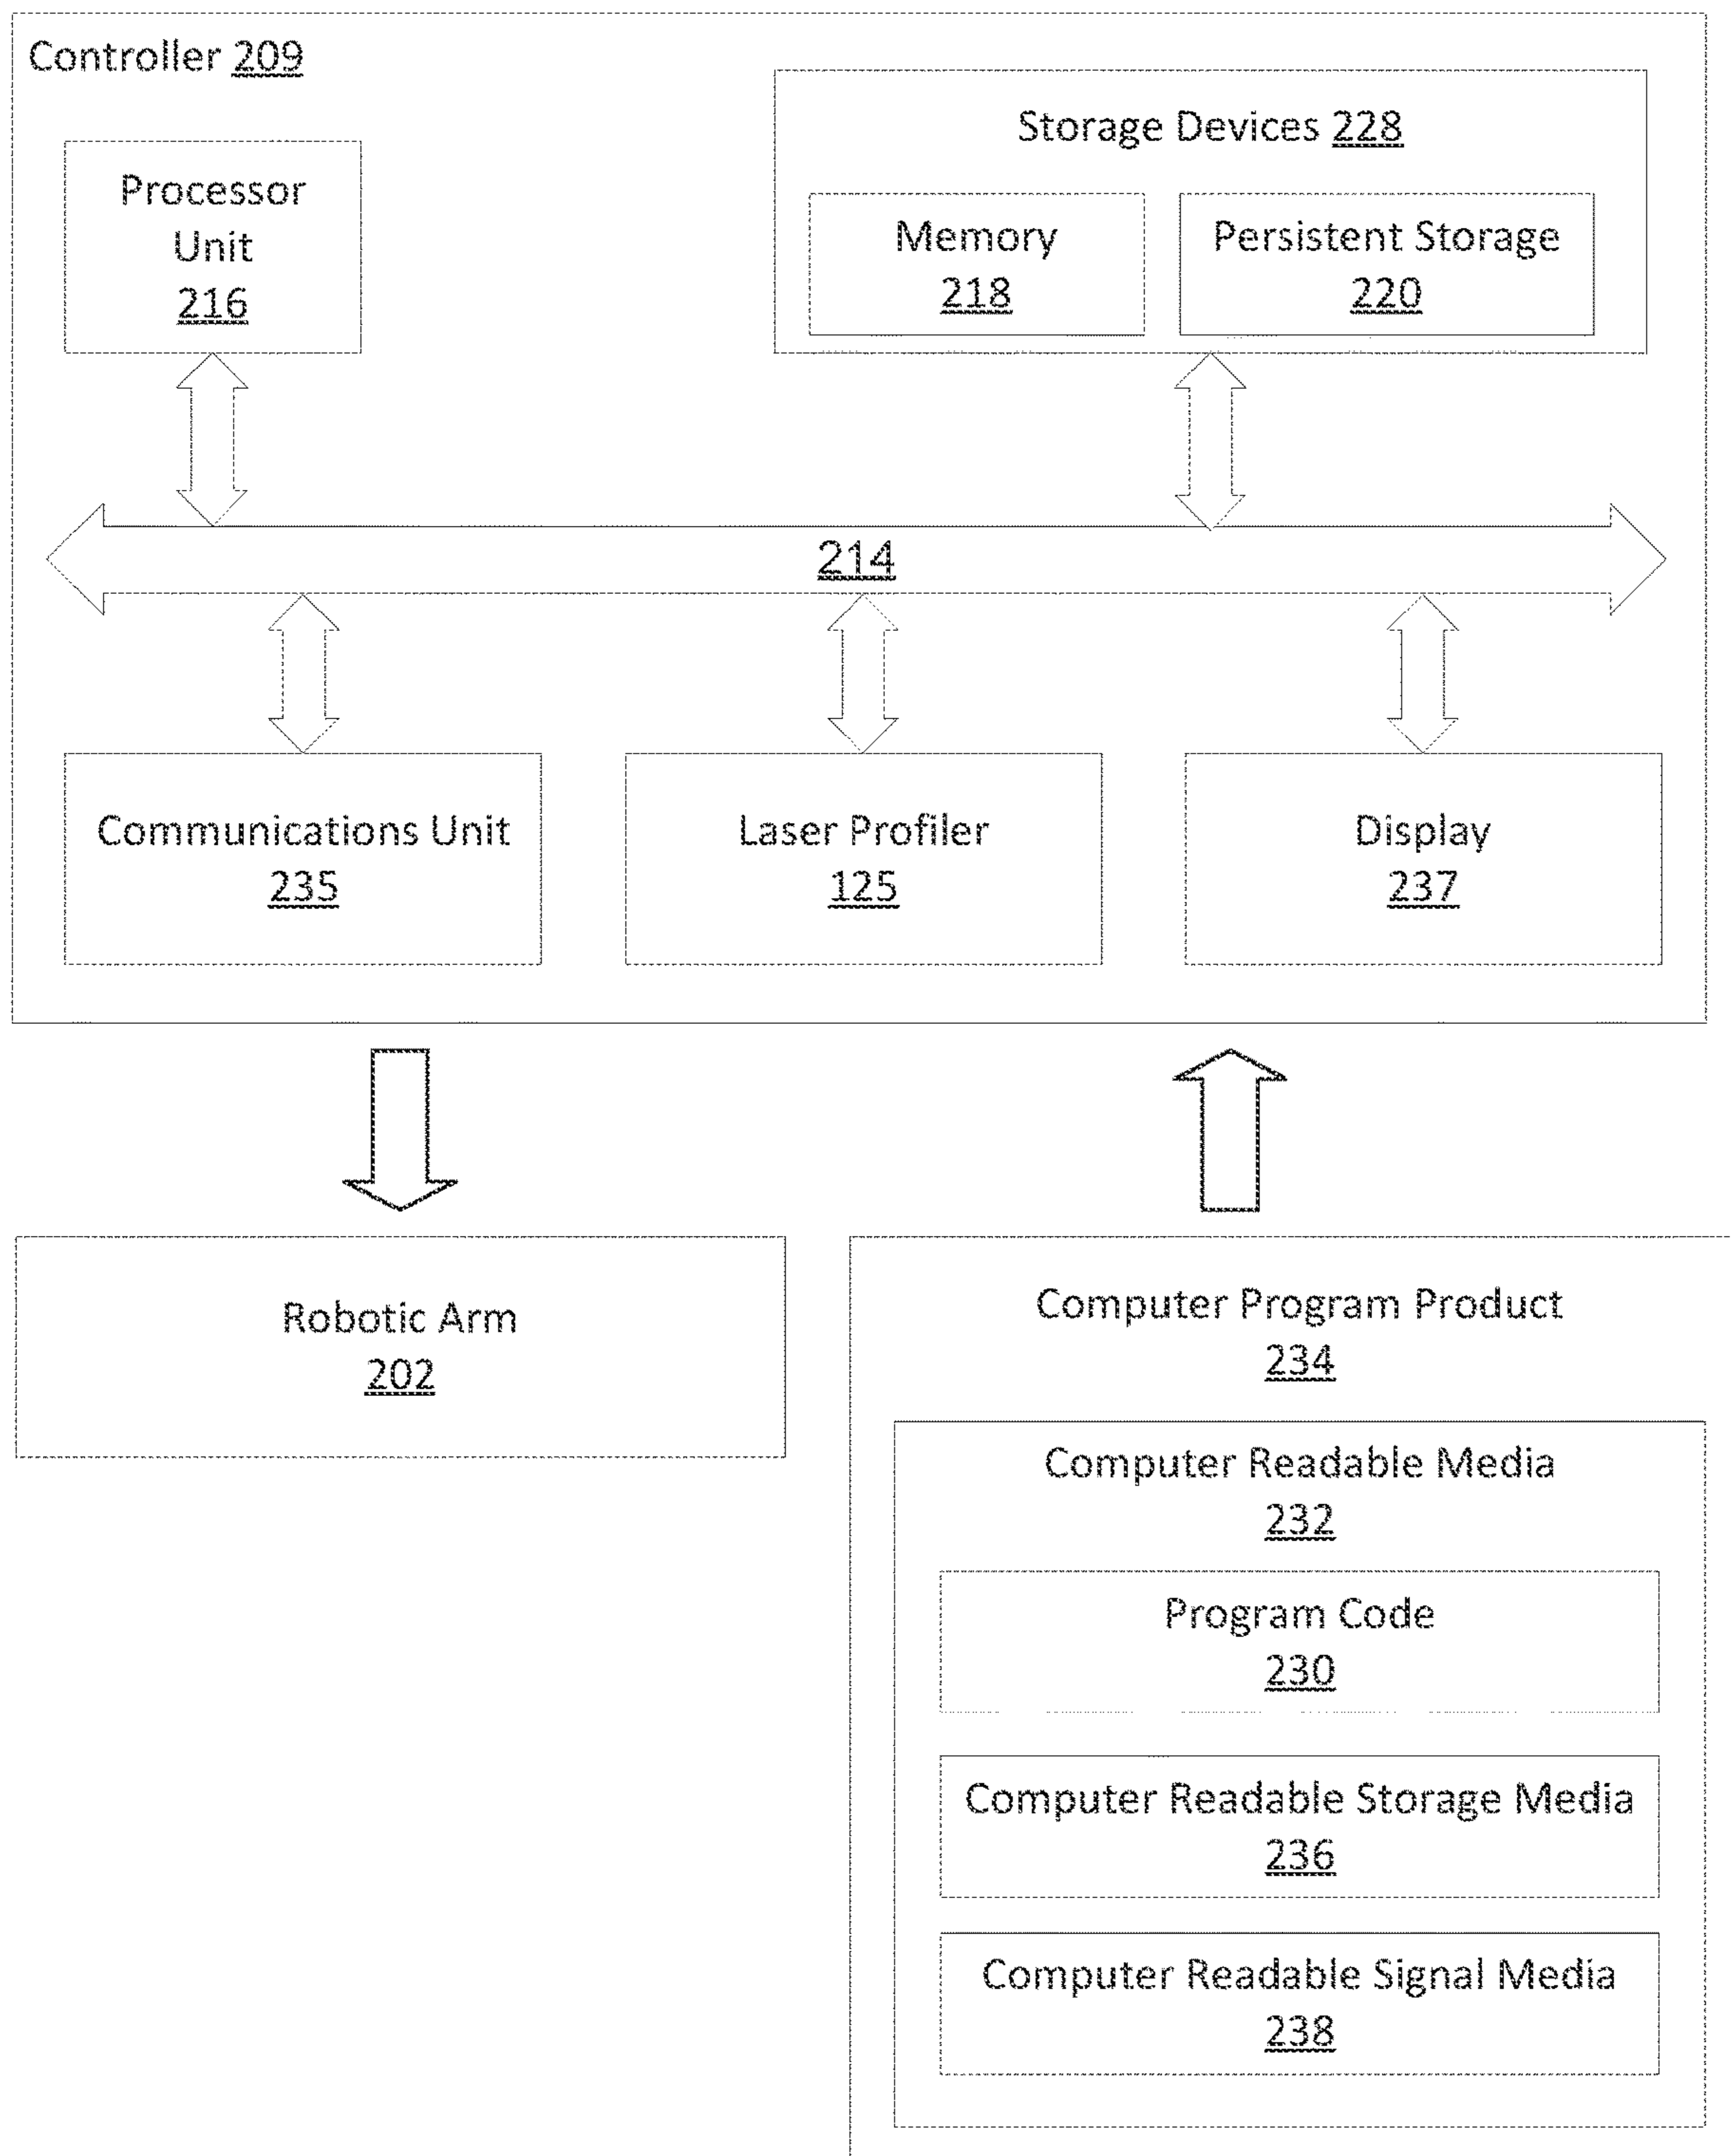 Controller 209
Storage Devices 228
Processor
Unit
216
Memory
218
Persistent Storage
220
214
Communications Unit
235
Laser Profiler
125
Display
237
Robotic Arm
202
Computer Program Product
234
Computer Readable Media
232
Program Code
230
Computer Readable Storage Media
236
Computer Readable Signal Media
238